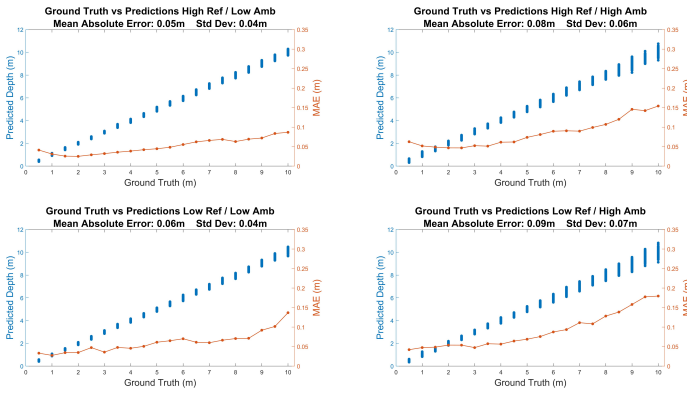 Ground Truth vs Predictions High Ref / Low Amb
Mean Absolute Error: 0.05m Std Dev: 0.04m
12
10
8
6
4
2
0
Predicted Depth (m)
0.35
0.3
0.25
0.2
0.15
0.1
0.05
0
MAE (m)
0 1 2 3 4 5 6 7 8 9 10
Ground Truth (m)
Ground Truth vs Predictions High Ref / High Amb
Mean Absolute Error: 0.08m Std Dev: 0.06m
12
10
8
6
4
2
0
Predicted Depth (m)
0.35
0.3
0.25
0.2
0.15
0.1
0.05
0
MAE (m)
0 1 2 3 4 5 6 7 8 9 10
Ground Truth (m)
Ground Truth vs Predictions Low Ref / Low Amb
Mean Absolute Error: 0.06m Std Dev: 0.04m
12
10
8
6
4
2
0
Predicted Depth (m)
0.35
0.3
0.25
0.2
0.15
0.1
0.05
0
MAE (m)
0 1 2 3 4 5 6 7 8 9 10
Ground Truth (m)
Ground Truth vs Predictions Low Ref / High Amb
Mean Absolute Error: 0.09m Std Dev: 0.07m
12
10
8
6
4
2
0
Predicted Depth (m)
0.35
0.3
0.25
0.2
0.15
0.1
0.05
0
MAE (m)
0 1 2 3 4 5 6 7 8 9 10
Ground Truth (m)